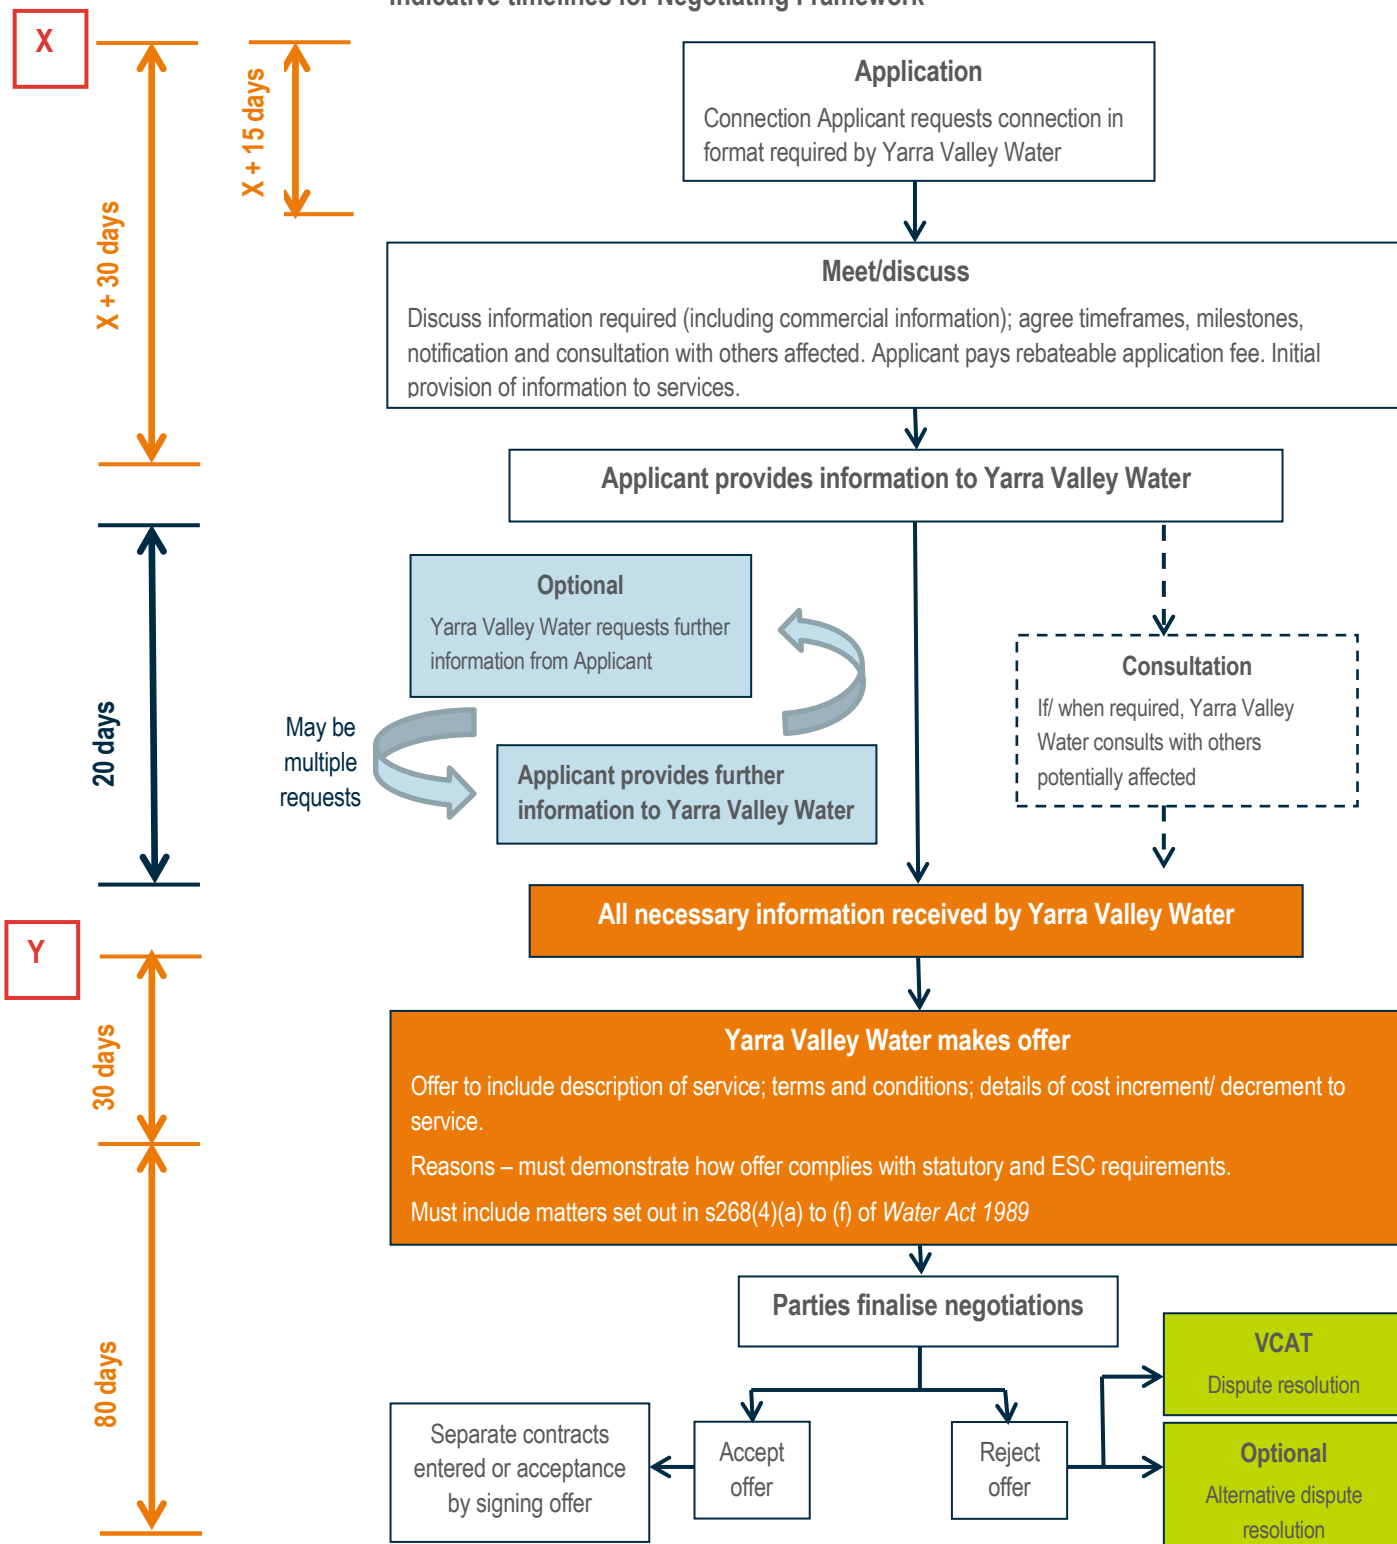 Indicative timelines for Negotiating Framework
X
X + 15 days
X + 30 days
Application
Connection Applicant requests connection in
format required by Yarra Valley Water
Meet/discuss
Discuss information required (including commercial information); agree timeframes, milestones,
notification and consultation with others affected. Applicant pays rebateable application fee. Initial
provision of information to services.
Applicant provides information to Yarra Valley Water
20 days
Optional
Yarra Valley Water requests further
information from Applicant
May be
multiple
requests
Applicant provides further
information to Yarra Valley Water
Consultation
If/ when required, Yarra Valley
Water consults with others
potentially affected
All necessary information received by Yarra Valley Water
Y
30 days
Yarra Valley Water makes offer
Offer to include description of service; terms and conditions; details of cost increment/ decrement to
service.
Reasons – must demonstrate how offer complies with statutory and ESC requirements.
Must include matters set out in s268(4)(a) to (f) of Water Act 1989
80 days
Parties finalise negotiations
Separate contracts
entered or acceptance
by signing offer
Accept
offer
Reject
offer
VCAT
Dispute resolution
Optional
Alternative dispute
resolution